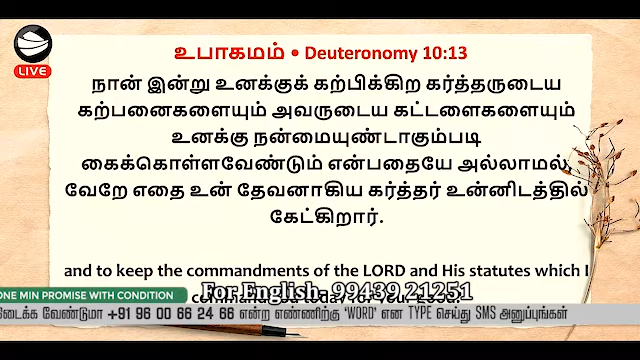 உபாகமம் • Deuteronomy 10:13
LIVE
நான் இன்று உனக்குக் கற்பிக்கிற கர்த்தருடைய
கற்பனைகளையும் அவருடைய கட்டளைகளையும்
உனக்கு நன்மையுண்டாகும்படி
கைக்கொள்ளவேண்டும் என்பதையே அல்லாமல்,
வேறே எதை உன் தேவனாகிய கர்த்தர் உன்னிடத்தில்
கேட்கிறார்.
and to keep the commandments of the LORD and His statutes which I
For English- 99439 21251
ONE MIN PROMISE WITH CONDITION
வேண்டுமா +91 96 00 66 24 66 என்ற எண்ணிற்கு ‘WORD’ என TYPE செய்து SMS அனுப்புங்கள்